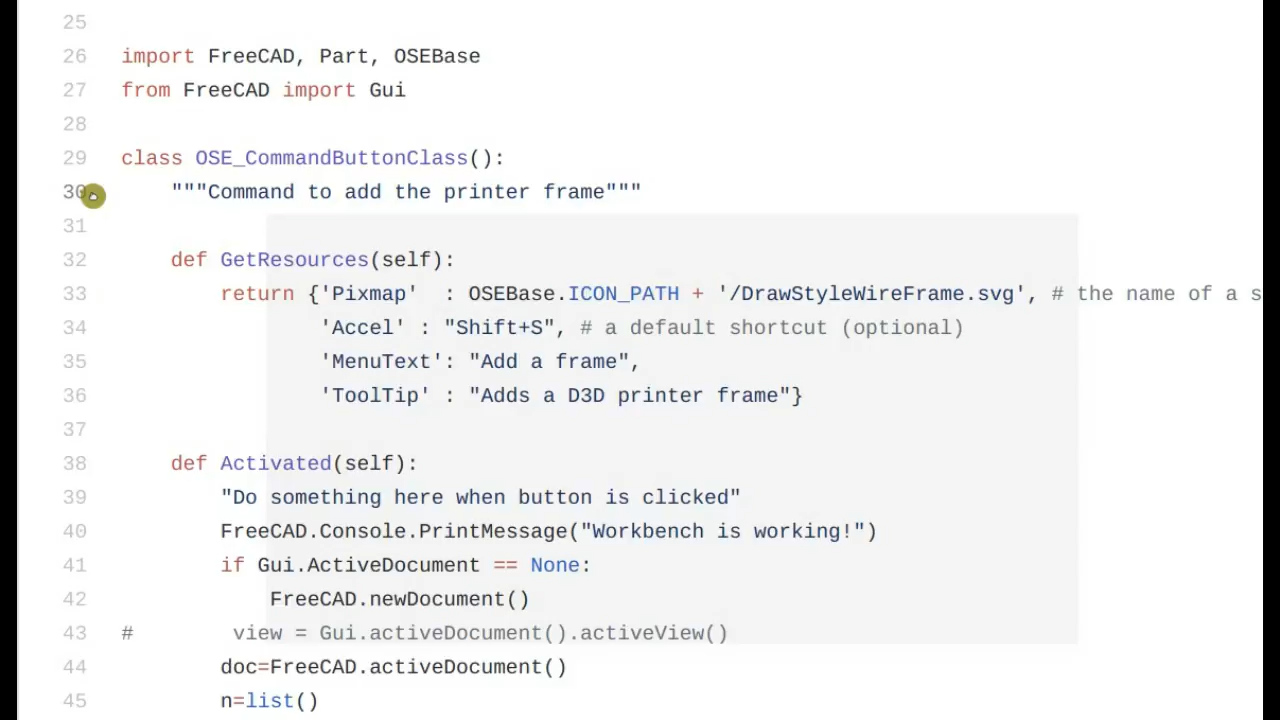 25
26 import FreeCAD, Part, OSEBase
27 from FreeCAD import Gui
28
29 class OSE_CommandButtonClass():
30     """Command to add the printer frame"""
31
32     def GetResources(self):
33         return {'Pixmap'  : OSEBase.ICON_PATH + '/DrawStyleWireFrame.svg', # the name of a s
34                 'Accel' : "Shift+S", # a default shortcut (optional)
35                 'MenuText': "Add a frame",
36                 'ToolTip' : "Adds a D3D printer frame"}
37
38     def Activated(self):
39         "Do something here when button is clicked"
40         FreeCAD.Console.PrintMessage("Workbench is working!")
41         if Gui.ActiveDocument == None:
42             FreeCAD.newDocument()
43 #        view = Gui.activeDocument().activeView()
44         doc=FreeCAD.activeDocument()
45         n=list()